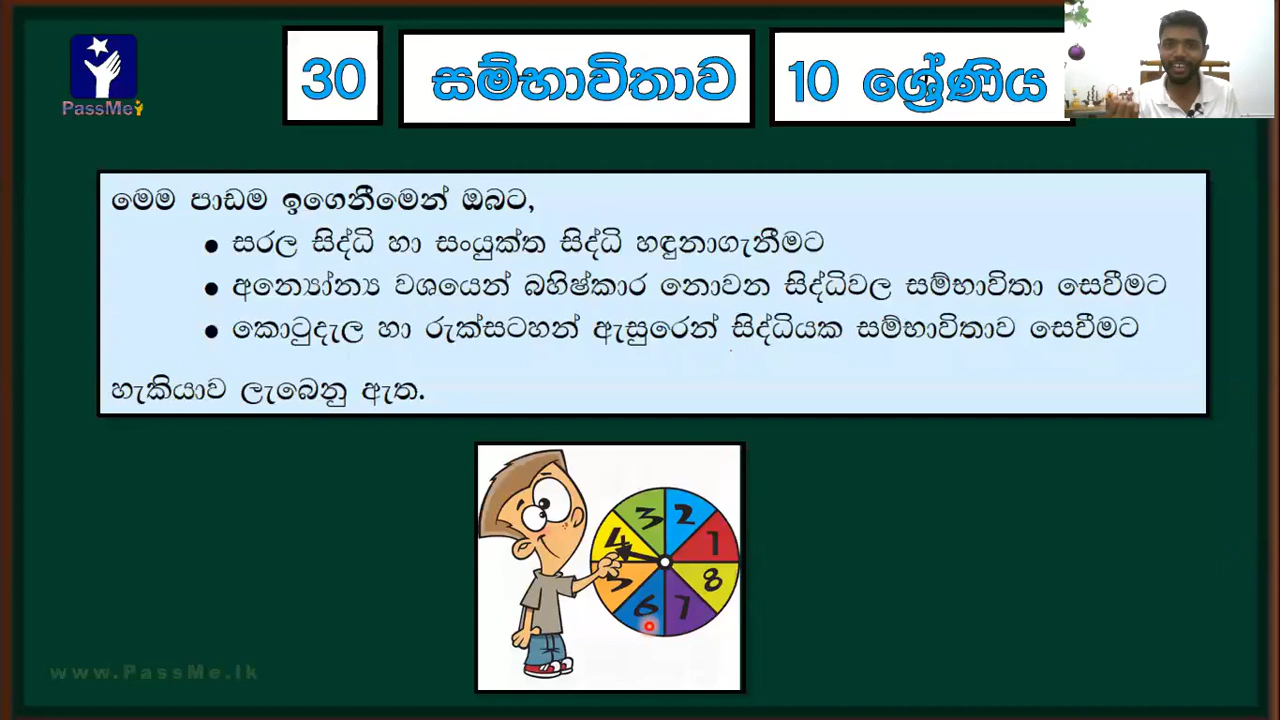 PassMe
30
සම්භාවිතාව
10 ශ්‍රේණිය
මෙම පාඩම ඉගෙනීමෙන් ඔබට,
● සරල සිද්ධි හා සංයුක්ත සිද්ධි හඳුනාගැනීමට
● අන්‍යෝන්‍ය වශයෙන් බහිෂ්කාර නොවන සිද්ධිවල සම්භාවිතා සෙවීමට
● කොටුදැල හා රුක්සටහන් ඇසුරෙන් සිද්ධියක සම්භාවිතාව සෙවීමට
හැකියාව ලැබෙනු ඇත.
3 2
4 1
5 8
6 7
www.PassMe.lk